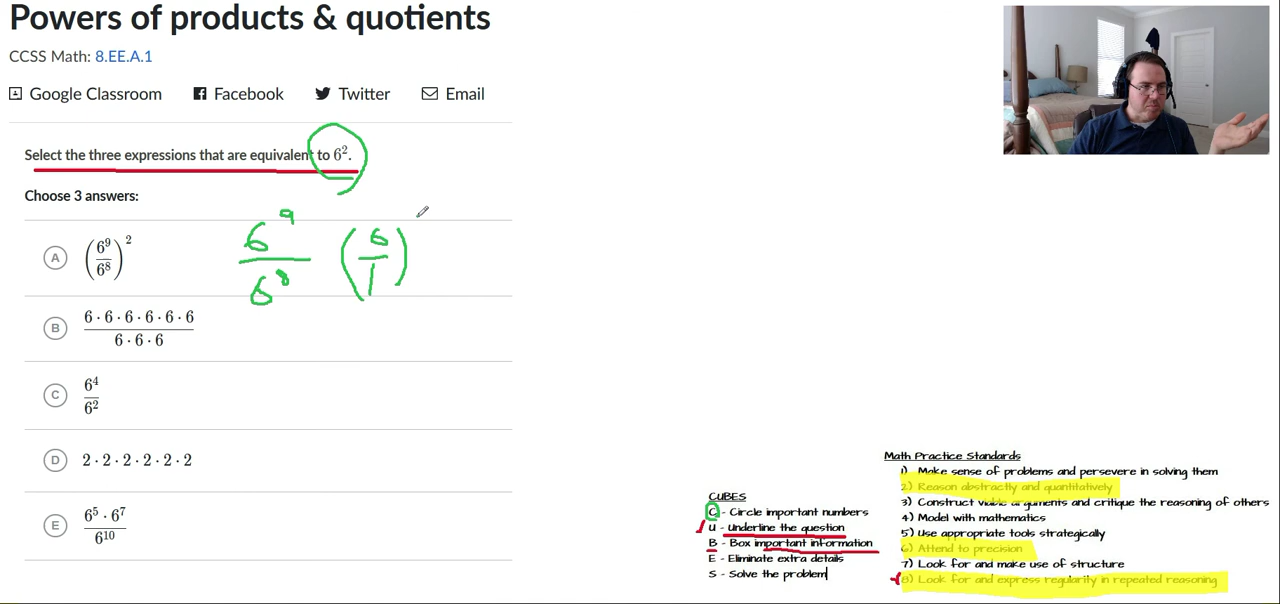 Powers of products & quotients
CCSS Math: 8.EE.A.1
Google Classroom Facebook Twitter Email
Select the three expressions that are equivalent to 6².
Choose 3 answers:
A (6⁹/6⁸)²
6⁹/6⁸ (6/1)
B 6·6·6·6·6·6/6·6·6
C 6⁴/6²
D 2·2·2·2·2·2
E 6⁵·6⁷/6¹⁰
CUBES
C - Circle important numbers
U - Underline the question
B - Box important information
E - Eliminate extra details
S - Solve the problem
Math Practice Standards
1) Make sense of problems and persevere in solving them
2) Reason abstractly and quantitatively
3) Construct viable arguments and critique the reasoning of others
4) Model with mathematics
5) Use appropriate tools strategically
6) Attend to precision
7) Look for and make use of structure
8) Look for and express regularity in repeated reasoning